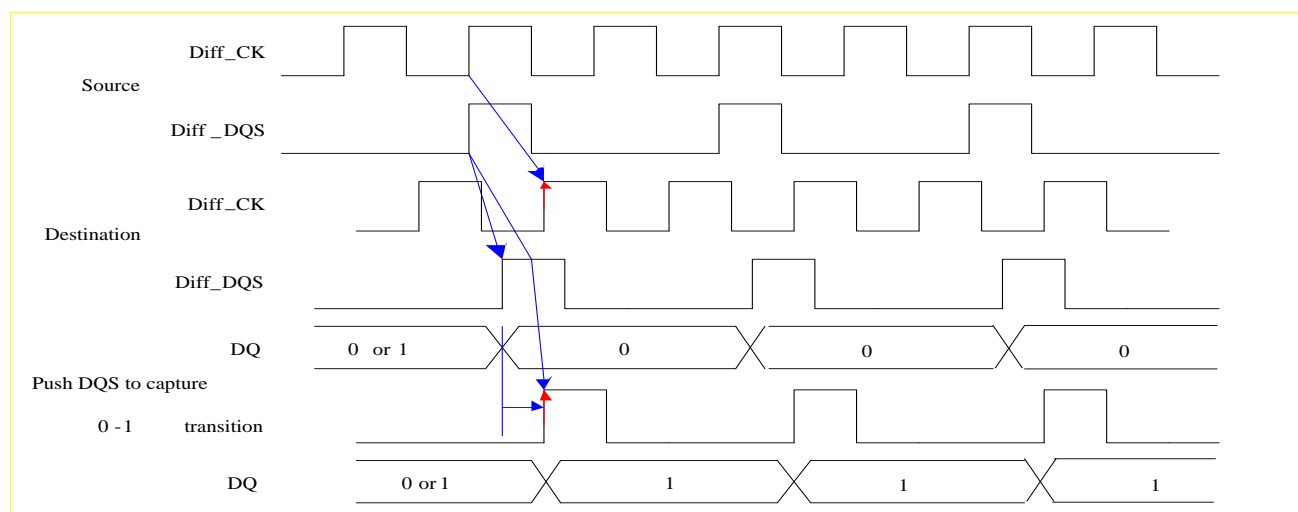 Diff_CK
Source
Diff _DQS
Diff_CK
Destination
Diff_DQS
DQ 0 or 1 0 0 0
Push DQS to capture
0 -1 transition
DQ 0 or 1 1 1 1